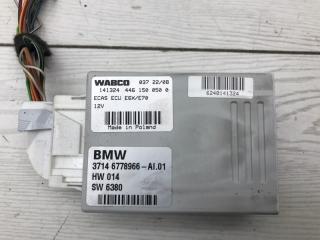 WABCO 037 22/08
141324 446 150 050 0
ECAS ECU E6X/E70
12V
Made in Poland
6240141324
BMW
3714 6778966-AI.01
HW 014
SW 6380